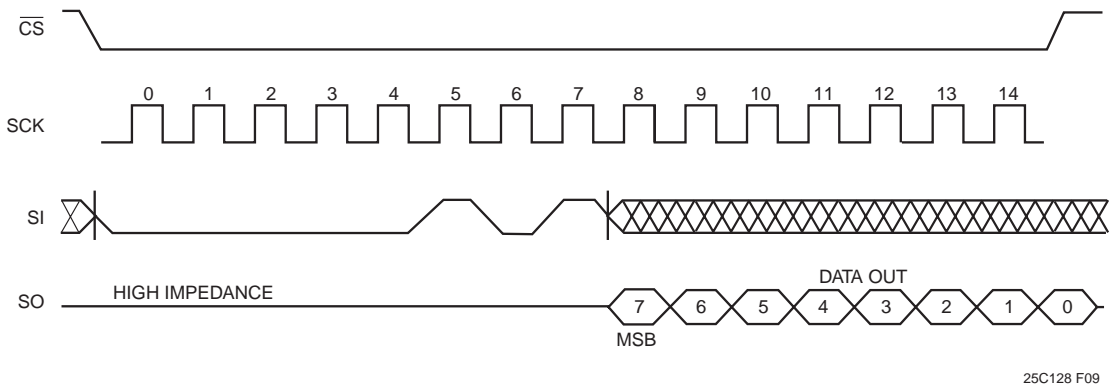 CS
0 1 2 3 4 5 6 7 8 9 10 11 12 13 14
SCK
SI
DATA OUT
HIGH IMPEDANCE
SO
7 6 5 4 3 2 1 0
MSB
25C128 F09